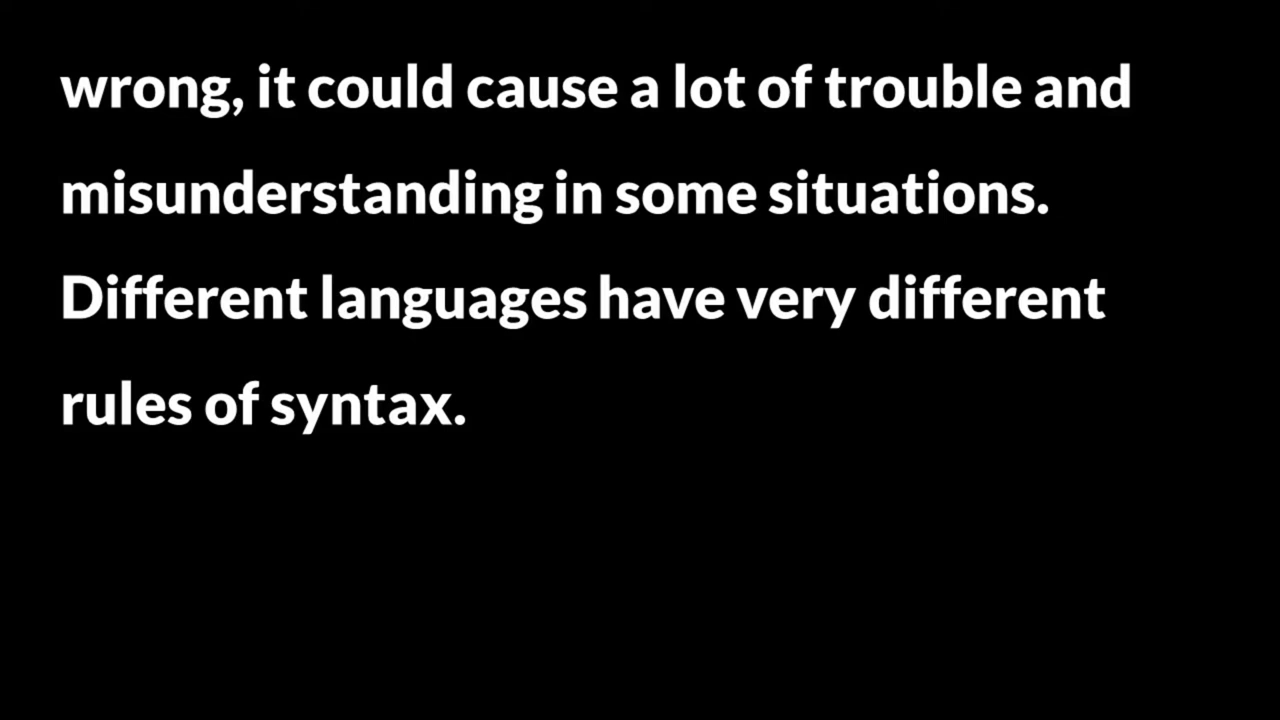 wrong, it could cause a lot of trouble and
misunderstanding in some situations.
Different languages have very different
rules of syntax.